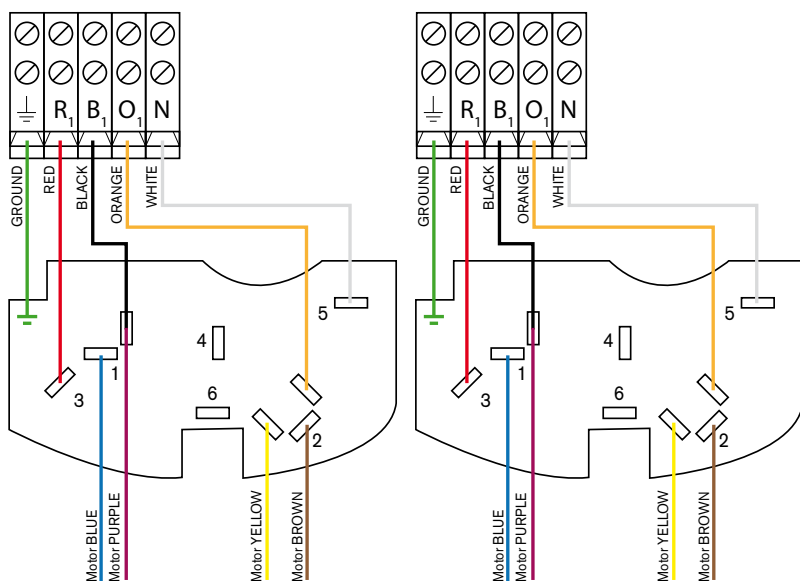 R1 B1 O1 N
GROUND
RED
BLACK
ORANGE
WHITE
5
4
1
3
6
2
Motor BLUE
Motor PURPLE
Motor YELLOW
Motor BROWN
R1 B1 O1 N
GROUND
RED
BLACK
ORANGE
WHITE
5
4
1
3
6
2
Motor BLUE
Motor PURPLE
Motor YELLOW
Motor BROWN